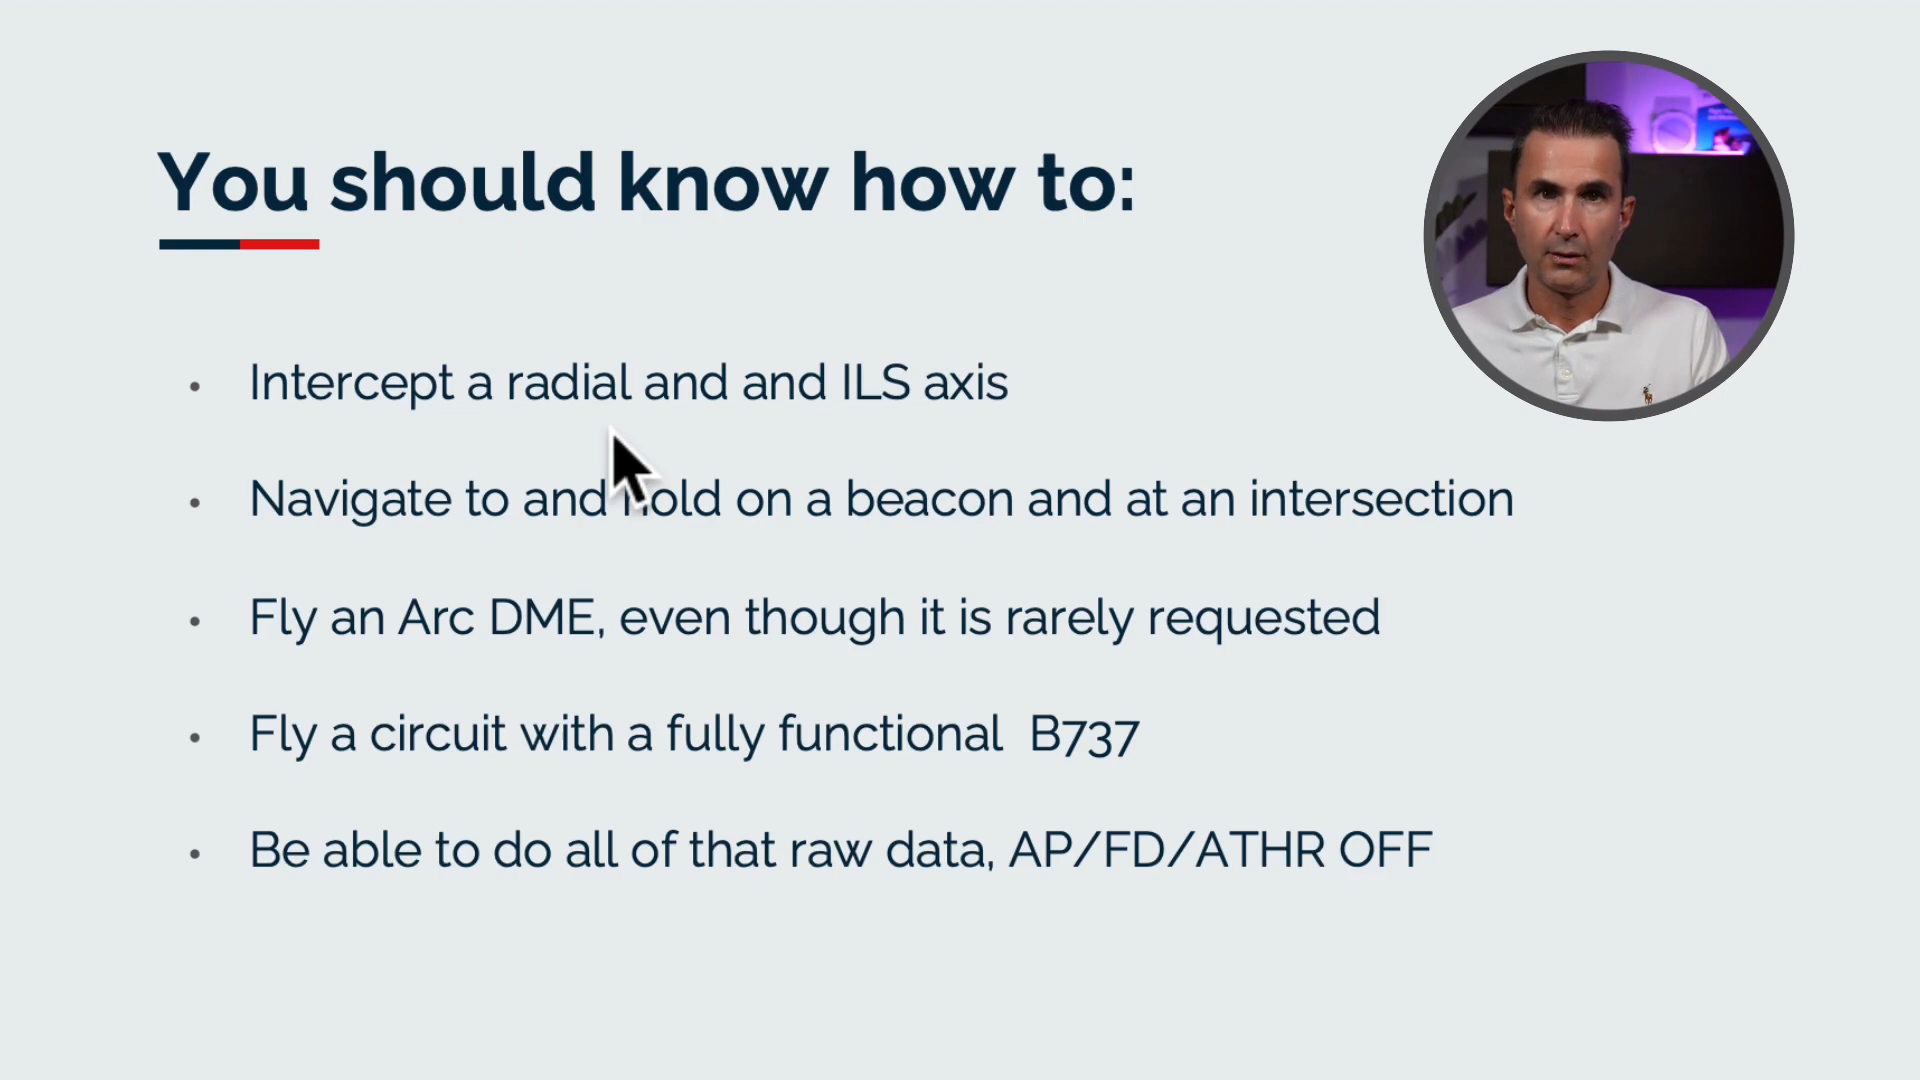 You should know how to:
Intercept a radial and and ILS axis
Navigate to and hold on a beacon and at an intersection
Fly an Arc DME, even though it is rarely requested
Fly a circuit with a fully functional  B737
Be able to do all of that raw data, AP/FD/ATHR OFF